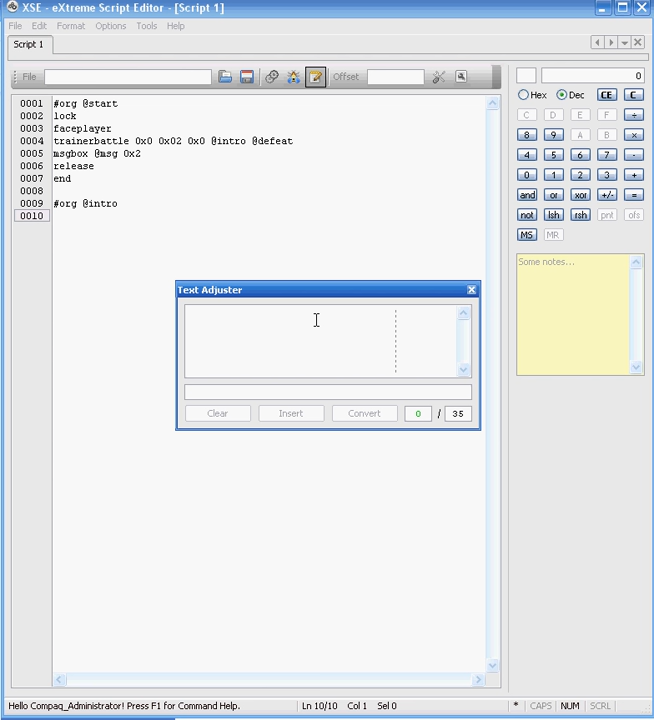 XSE - eXtreme Script Editor - [Script 1]
File Edit Format Options Tools Help
Script 1
File Offset
0
Hex Dec CE C
C D E F ÷
8 9 A B x
4 5 6 7 -
0 1 2 3 +
and or xor +/- =
not lsh rsh pnt ofs
MS MR
Some notes...
0001 #org @start
0002 lock
0003 faceplayer
0004 trainerbattle 0x0 0x02 0x0 @intro @defeat
0005 msgbox @msg 0x2
0006 release
0007 end
0008
0009 #org @intro
0010
Text Adjuster
Clear Insert Convert 0 / 35
Hello Compaq_Administrator! Press F1 for Command Help. Ln 10/10 Col 1 Sel 0 * CAPS NUM SCRL